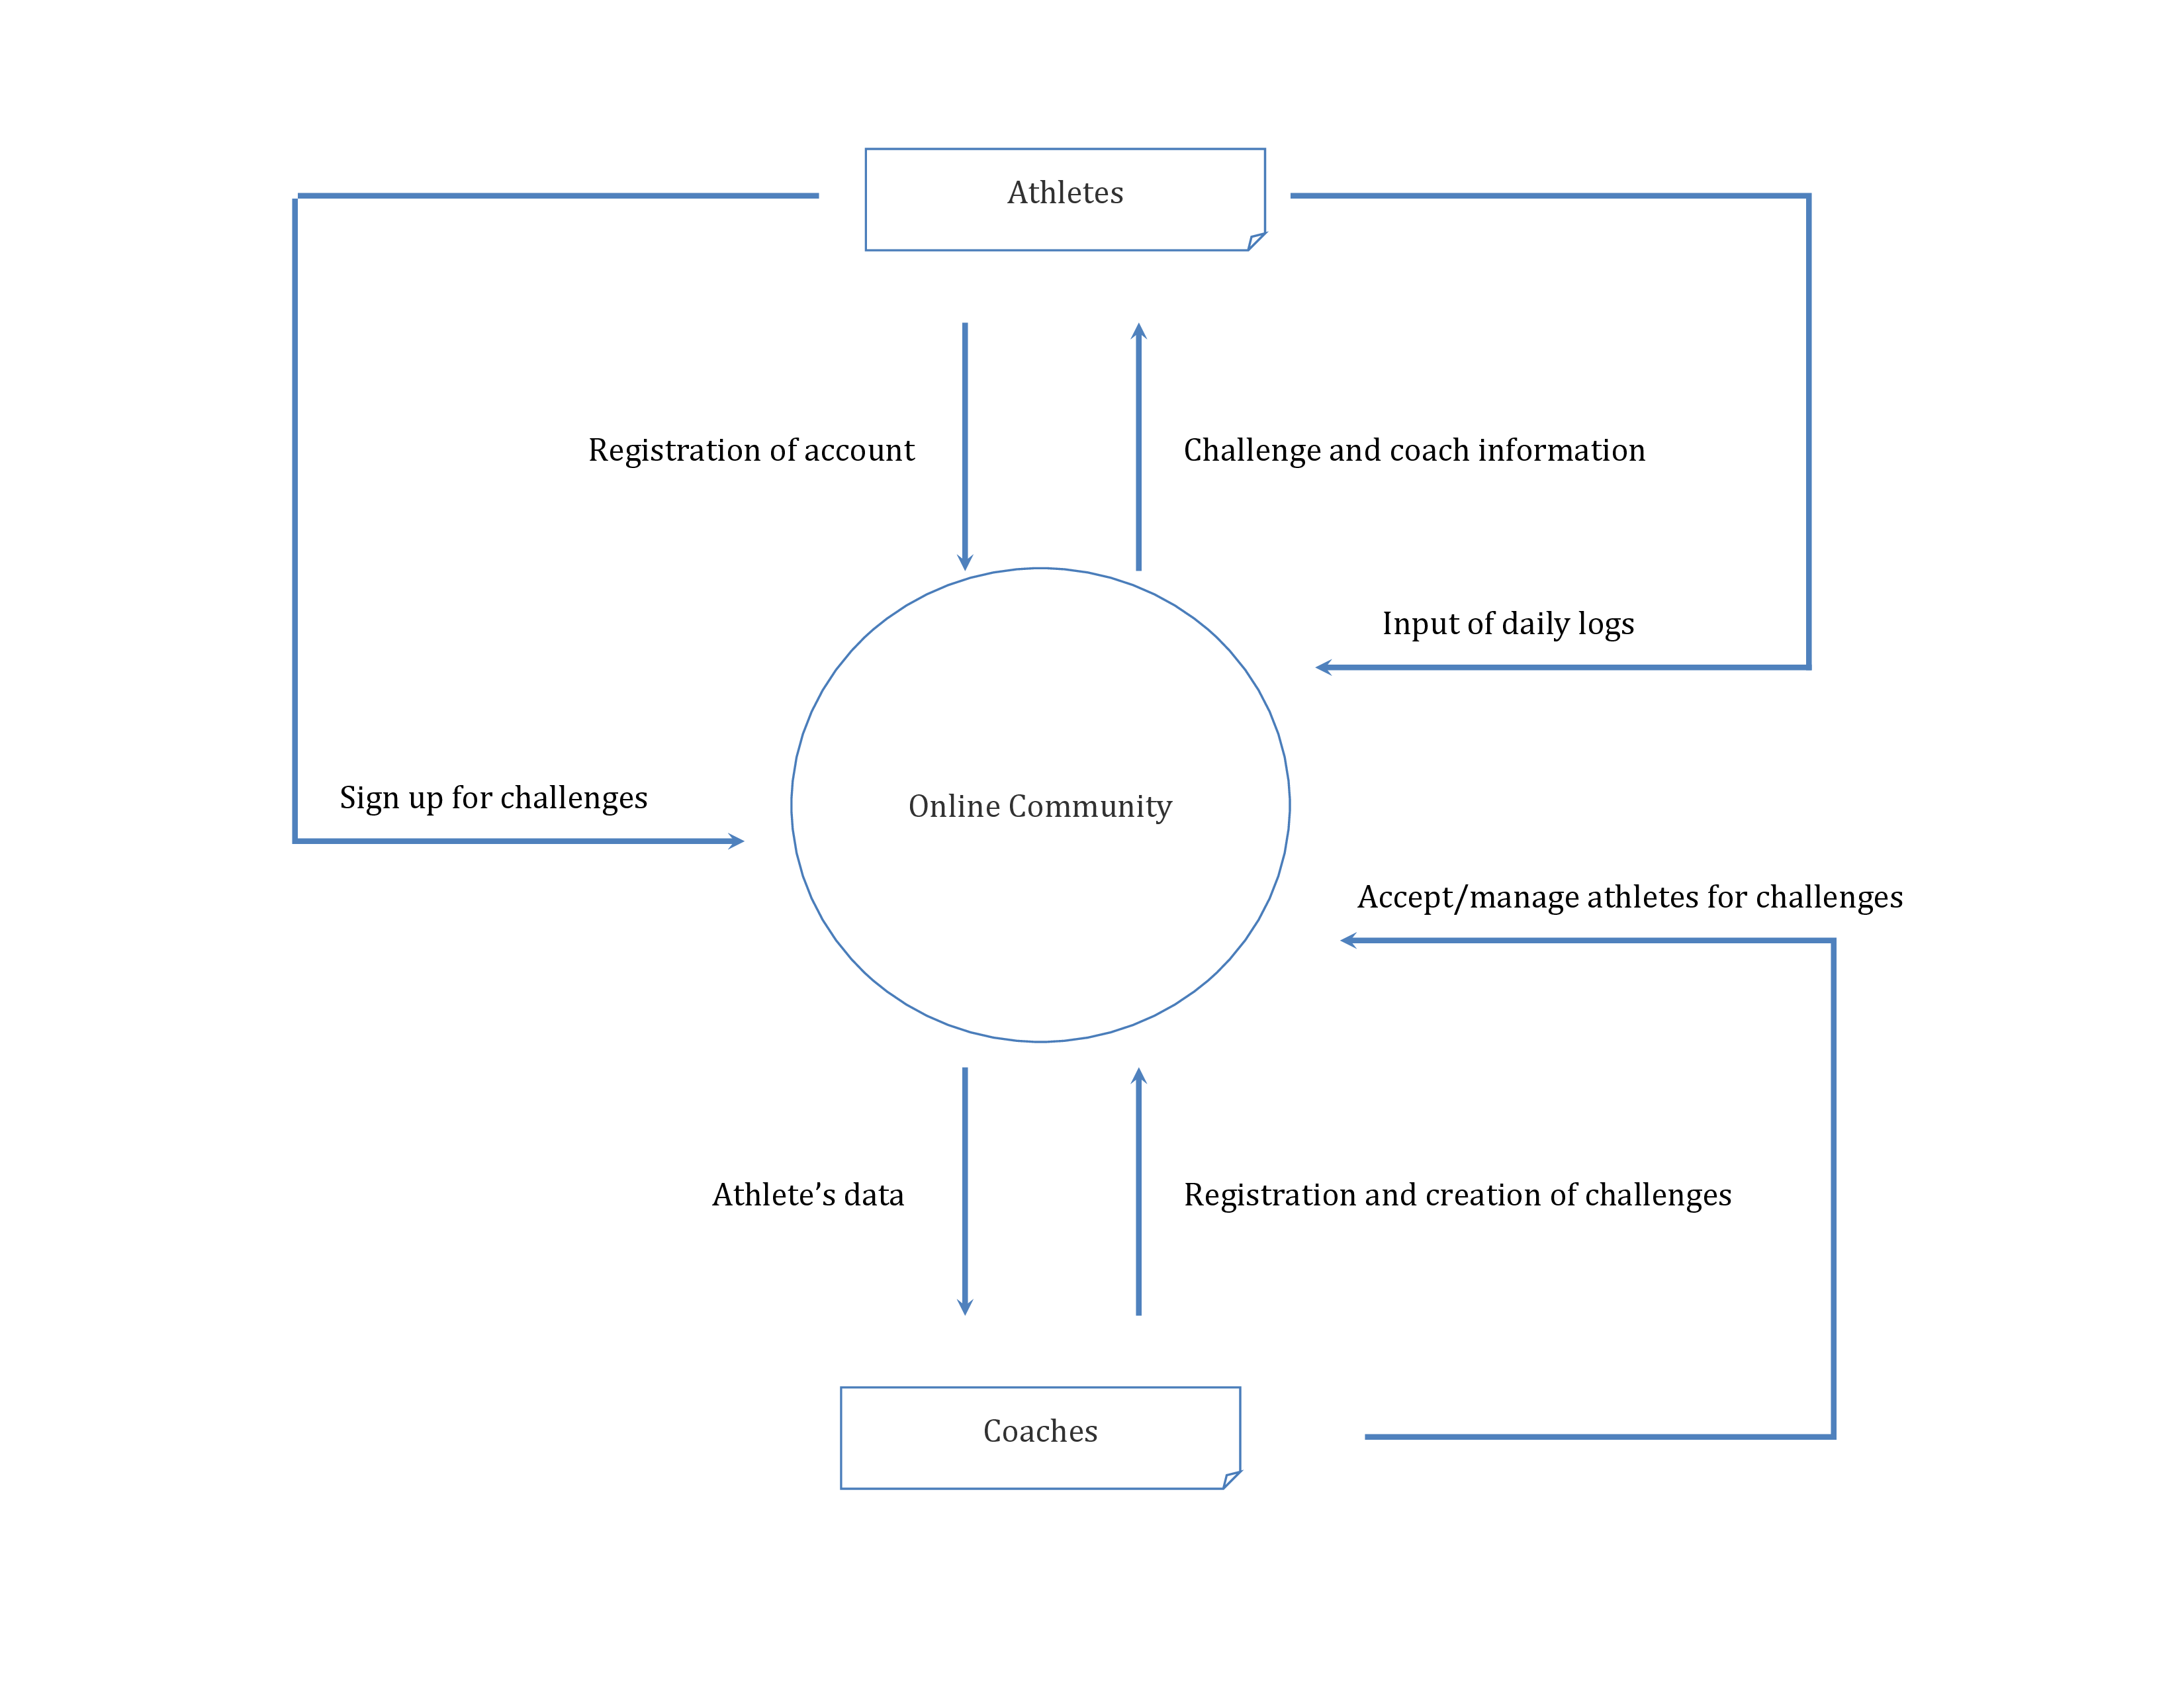 Athletes
Registration of account
Challenge and coach information
Input of daily logs
Sign up for challenges
Online Community
Accept/manage athletes for challenges
Athlete’s data
Registration and creation of challenges
Coaches